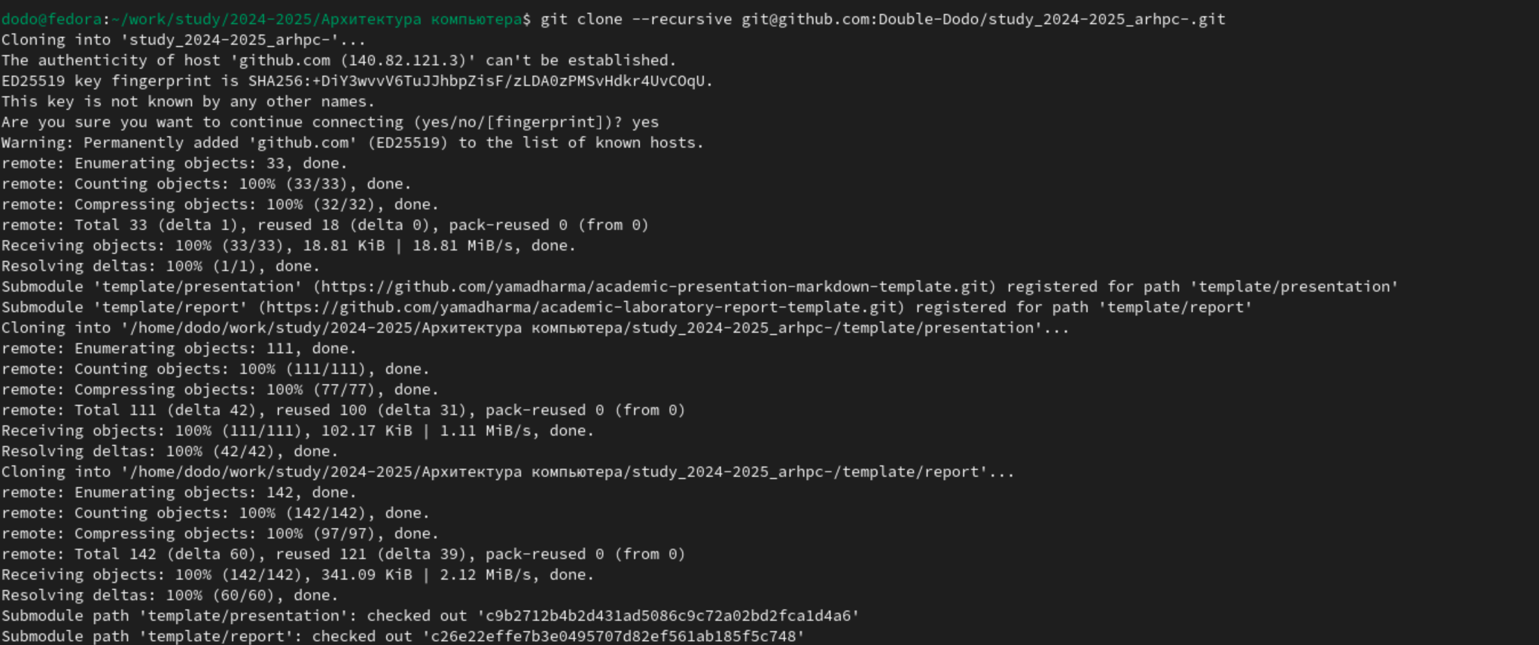 dodo@fedora:~/work/study/2024-2025/Архитектура компьютера$ git clone --recursive git@github.com:Double-Dodo/study_2024-2025_arhpc-.git
Cloning into 'study_2024-2025_arhpc-'...
The authenticity of host 'github.com (140.82.121.3)' can't be established.
ED25519 key fingerprint is SHA256:+DiY3wvvV6TuJJhbpZisF/zLDA0zPMSvHdkr4UvCOqU.
This key is not known by any other names.
Are you sure you want to continue connecting (yes/no/[fingerprint])? yes
Warning: Permanently added 'github.com' (ED25519) to the list of known hosts.
remote: Enumerating objects: 33, done.
remote: Counting objects: 100% (33/33), done.
remote: Compressing objects: 100% (32/32), done.
remote: Total 33 (delta 1), reused 18 (delta 0), pack-reused 0 (from 0)
Receiving objects: 100% (33/33), 18.81 KiB | 18.81 MiB/s, done.
Resolving deltas: 100% (1/1), done.
Submodule 'template/presentation' (https://github.com/yamadharma/academic-presentation-markdown-template.git) registered for path 'template/presentation'
Submodule 'template/report' (https://github.com/yamadharma/academic-laboratory-report-template.git) registered for path 'template/report'
Cloning into '/home/dodo/work/study/2024-2025/Архитектура компьютера/study_2024-2025_arhpc-/template/presentation'...
remote: Enumerating objects: 111, done.
remote: Counting objects: 100% (111/111), done.
remote: Compressing objects: 100% (77/77), done.
remote: Total 111 (delta 42), reused 100 (delta 31), pack-reused 0 (from 0)
Receiving objects: 100% (111/111), 102.17 KiB | 1.11 MiB/s, done.
Resolving deltas: 100% (42/42), done.
Cloning into '/home/dodo/work/study/2024-2025/Архитектура компьютера/study_2024-2025_arhpc-/template/report'...
remote: Enumerating objects: 142, done.
remote: Counting objects: 100% (142/142), done.
remote: Compressing objects: 100% (97/97), done.
remote: Total 142 (delta 60), reused 121 (delta 39), pack-reused 0 (from 0)
Receiving objects: 100% (142/142), 341.09 KiB | 2.12 MiB/s, done.
Resolving deltas: 100% (60/60), done.
Submodule path 'template/presentation': checked out 'c9b2712b4b2d431ad5086c9c72a02bd2fca1d4a6'
Submodule path 'template/report': checked out 'c26e22effe7b3e0495707d82ef561ab185f5c748'